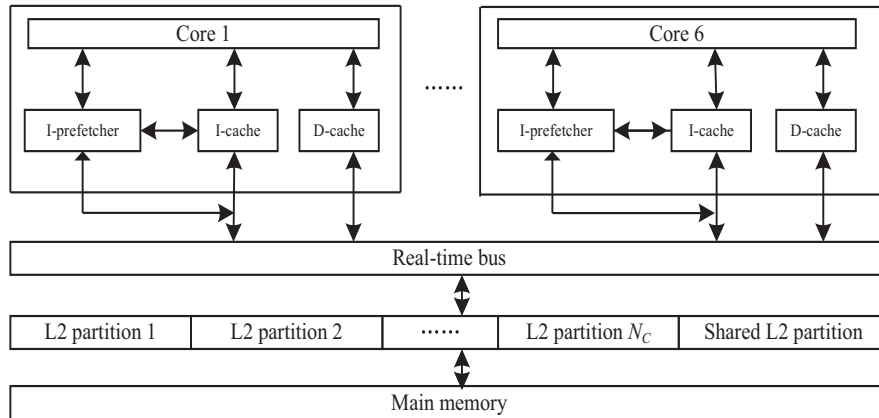 Core 1
Core 6
......
I-prefetcher
I-cache
D-cache
I-prefetcher
I-cache
D-cache
Real-time bus
L2 partition 1
L2 partition 2
......
L2 partition N_C
Shared L2 partition
Main memory